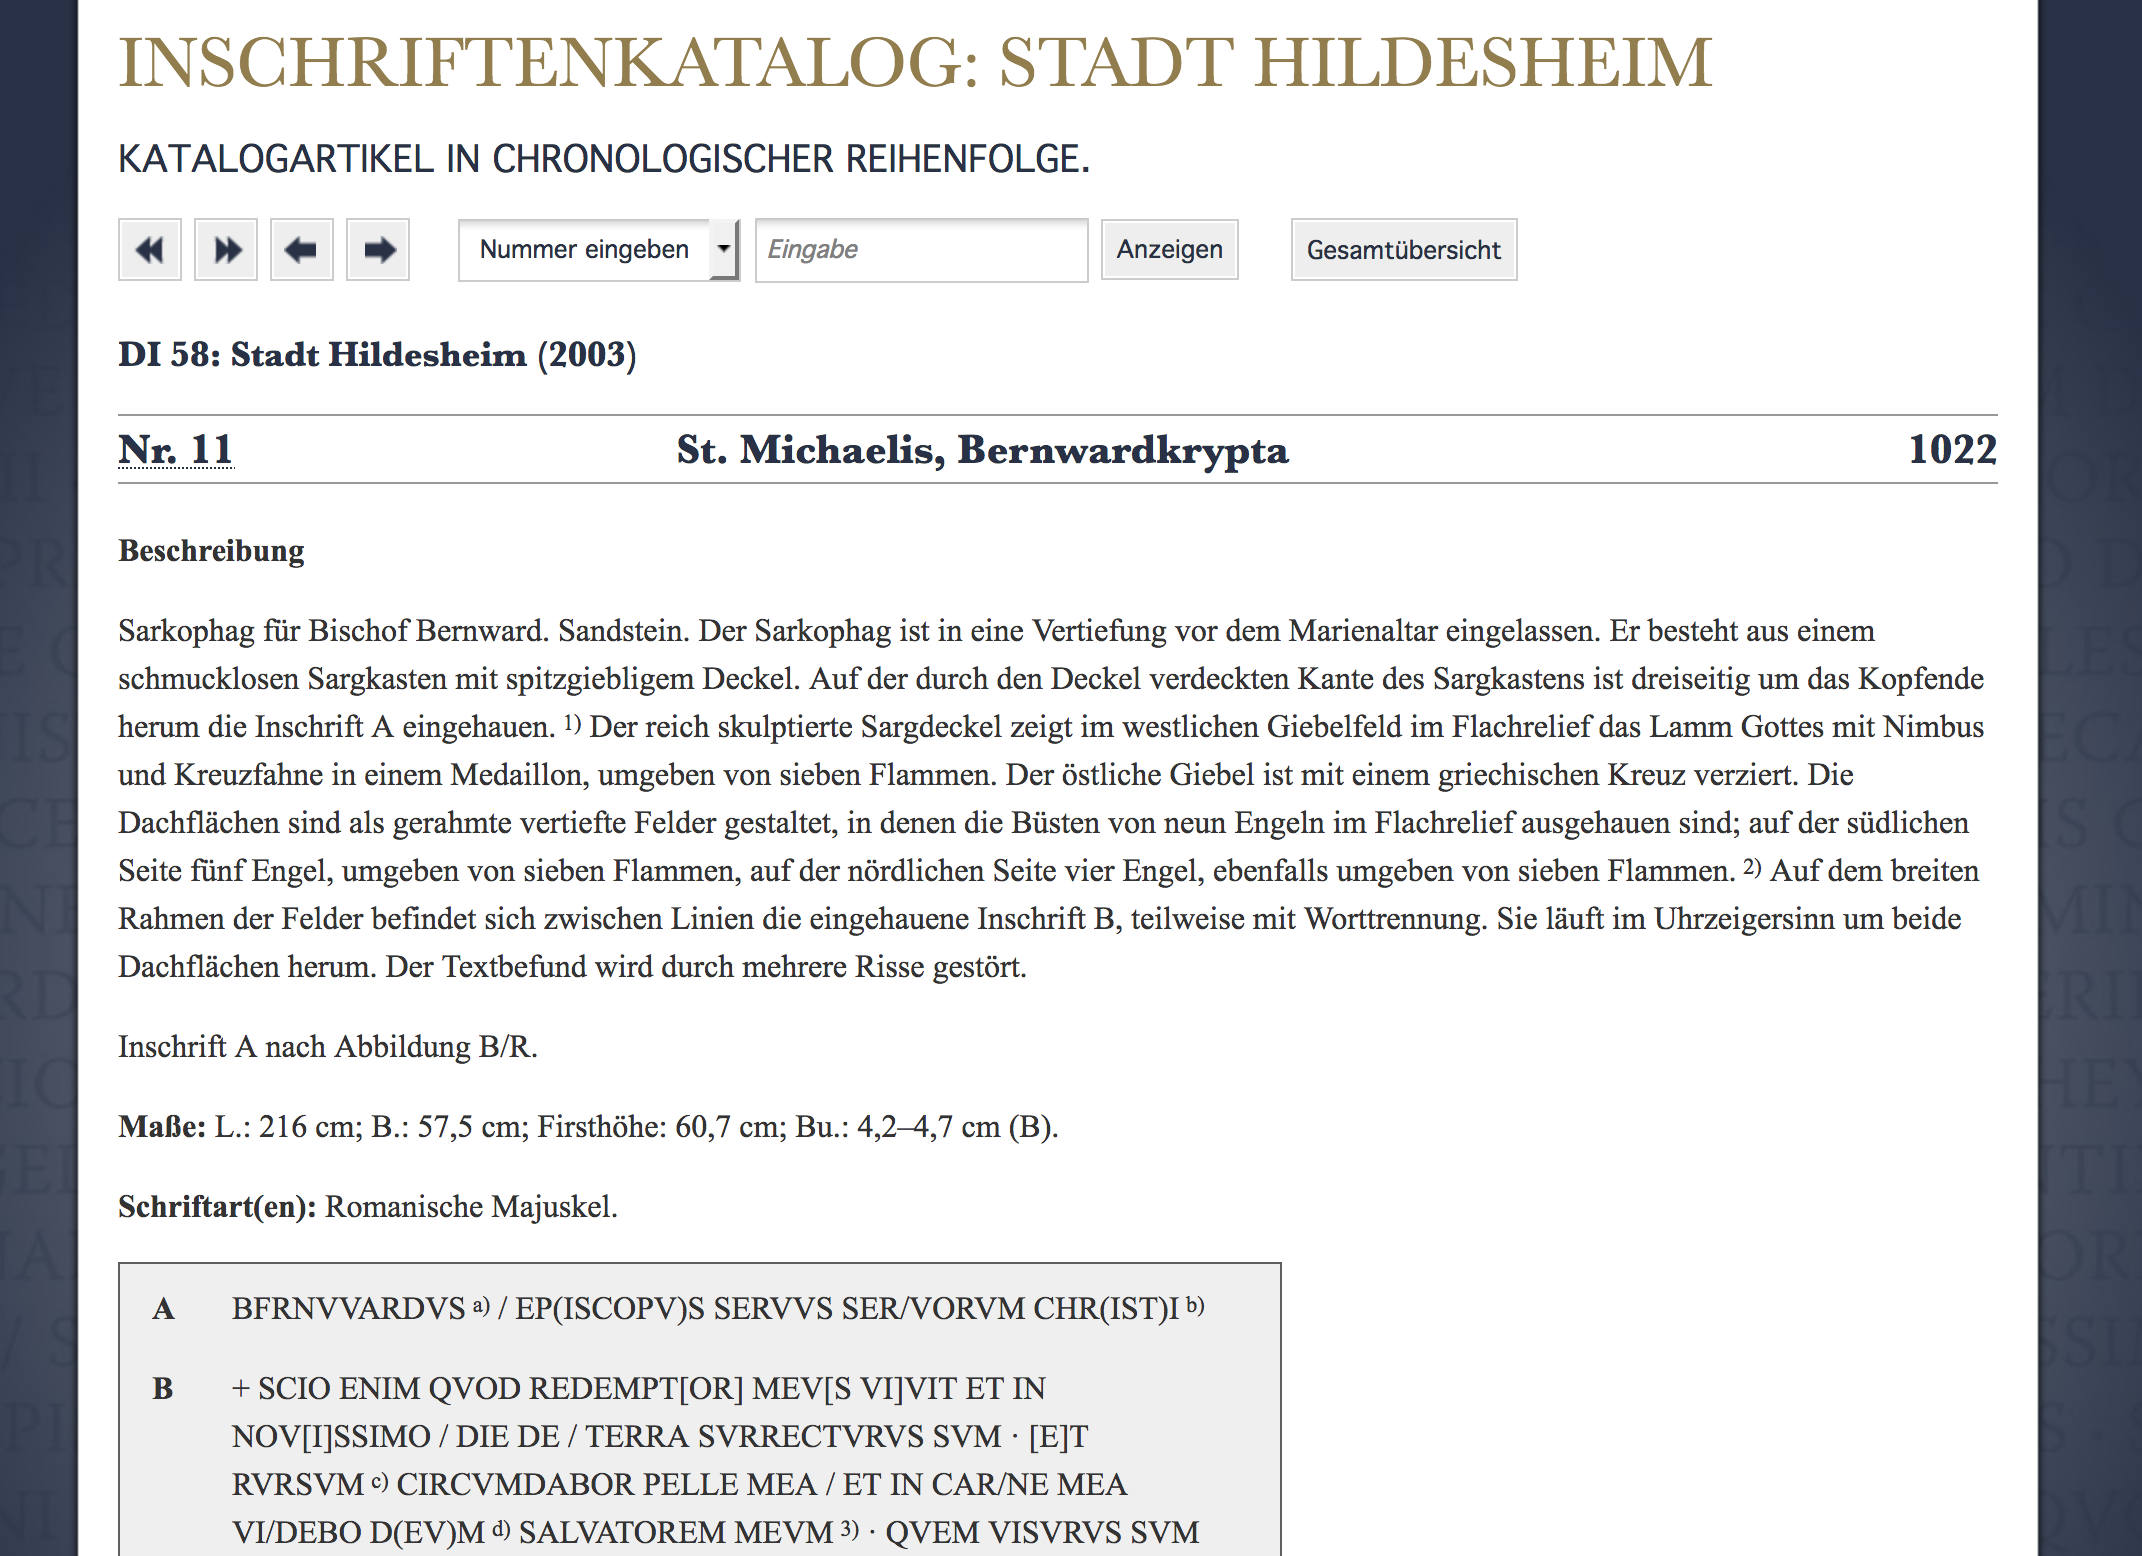 INSCHRIFTENKATALOG: STADT HILDESHEIM
KATALOGARTIKEL IN CHRONOLOGISCHER REIHENFOLGE.
Nummer eingeben Eingabe Anzeigen Gesamtübersicht
DI 58: Stadt Hildesheim (2003)
Nr. 11 St. Michaelis, Bernwardkrypta 1022
Beschreibung
Sarkophag für Bischof Bernward. Sandstein. Der Sarkophag ist in eine Vertiefung vor dem Marienaltar eingelassen. Er besteht aus einem
schmucklosen Sargkasten mit spitzgiebligem Deckel. Auf der durch den Deckel verdeckten Kante des Sargkastens ist dreiseitig um das Kopfende
herum die Inschrift A eingehauen. 1) Der reich skulptierte Sargdeckel zeigt im westlichen Giebelfeld im Flachrelief das Lamm Gottes mit Nimbus
und Kreuzfahne in einem Medaillon, umgeben von sieben Flammen. Der östliche Giebel ist mit einem griechischen Kreuz verziert. Die
Dachflächen sind als gerahmte vertiefte Felder gestaltet, in denen die Büsten von neun Engeln im Flachrelief ausgehauen sind; auf der südlichen
Seite fünf Engel, umgeben von sieben Flammen, auf der nördlichen Seite vier Engel, ebenfalls umgeben von sieben Flammen. 2) Auf dem breiten
Rahmen der Felder befindet sich zwischen Linien die eingehauene Inschrift B, teilweise mit Worttrennung. Sie läuft im Uhrzeigersinn um beide
Dachflächen herum. Der Textbefund wird durch mehrere Risse gestört.
Inschrift A nach Abbildung B/R.
Maße: L.: 216 cm; B.: 57,5 cm; Firsthöhe: 60,7 cm; Bu.: 4,2–4,7 cm (B).
Schriftart(en): Romanische Majuskel.
A BFRNVVARDVS a) / EP(ISCOPV)S SERVVS SER/VORVM CHR(IST)I b)
B + SCIO ENIM QVOD REDEMPT[OR] MEV[S VI]VIT ET IN
NOV[I]SSIMO / DIE DE / TERRA SVRRECTVRVS SVM · [E]T
RVRSVM c) CIRCVMDABOR PELLE MEA / ET IN CAR/NE MEA
VI/DEBO D(EV)M d) SALVATOREM MEVM 3) · QVEM VISVRVS SVM